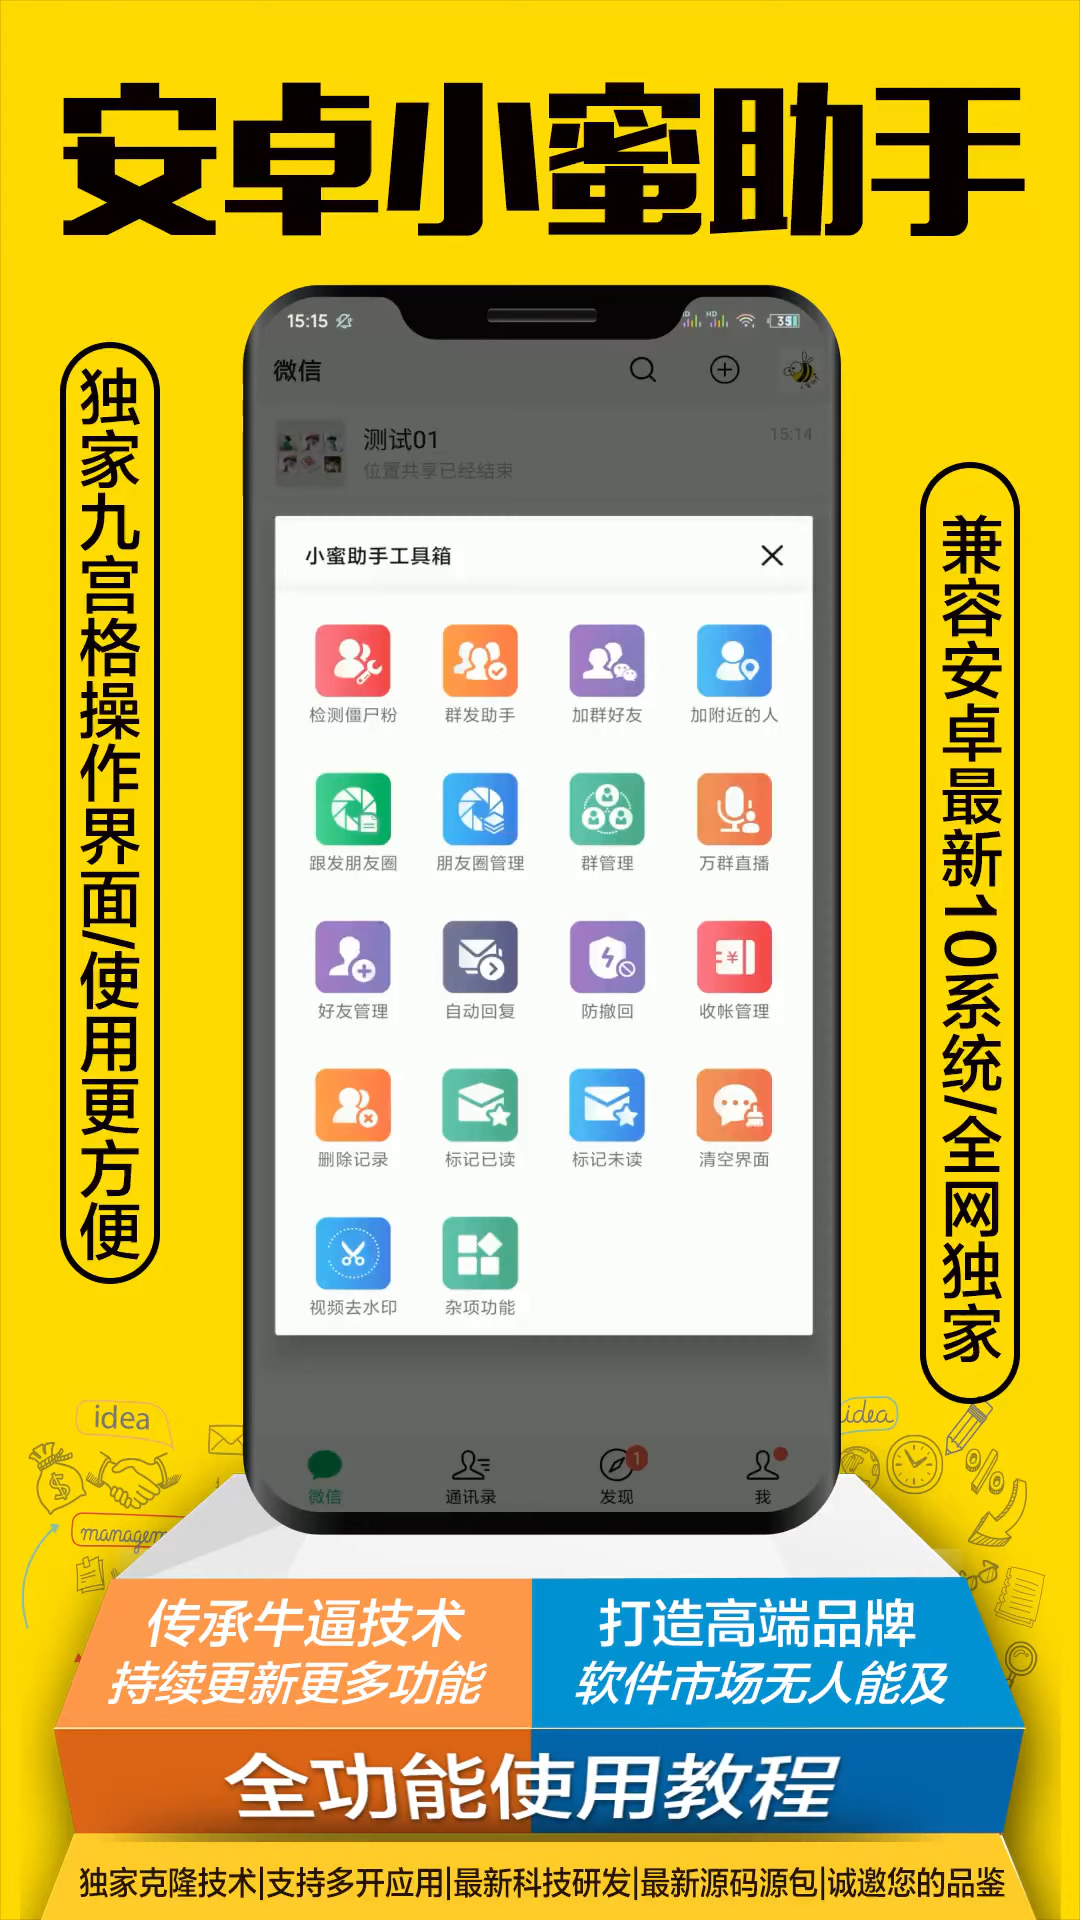 安卓小蜜助手
独家九宫格操作界面/使用更方便
兼容安卓最新10系统/全网独家
15:15
HD HD 35
微信
测试01
15:14
位置共享已经结束
小蜜助手工具箱
检测僵尸粉 群发助手 加群好友 加附近的人
跟发朋友圈 朋友圈管理 群管理 万群直播
好友管理 自动回复 防撤回 收帐管理
删除记录 标记已读 标记未读 清空界面
视频去水印 杂项功能
1
微信 通讯录 发现 我
idea
idea
managem
传承牛逼技术
持续更新更多功能
打造高端品牌
软件市场无人能及
全功能使用教程
独家克隆技术|支持多开应用|最新科技研发|最新源码源包|诚邀您的品鉴